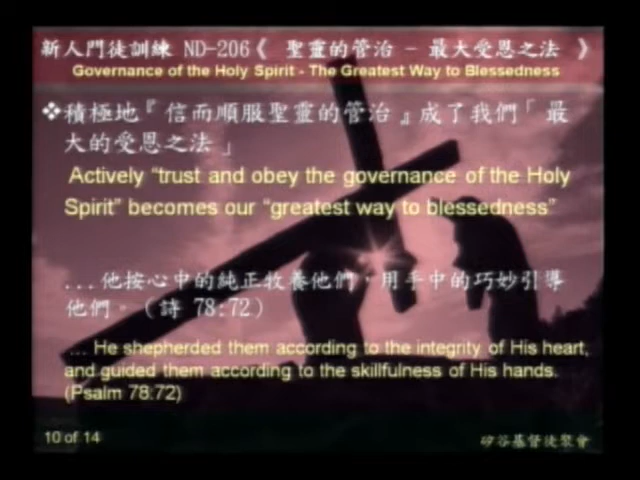 新人門徒訓練 ND-206《 聖靈的管治 - 最大受恩之法 》
Governance of the Holy Spirit - The Greatest Way to Blessedness
❖積極地『信而順服聖靈的管治』成了我們「最
大的受恩之法」
Actively “trust and obey the governance of the Holy
Spirit” becomes our “greatest way to blessedness”
...他按心中的純正牧養他們，用手中的巧妙引導
他們。（詩 78:72）
... He shepherded them according to the integrity of His heart,
and guided them according to the skillfulness of His hands.
(Psalm 78:72)
10 of 14
矽谷基督徒聚會